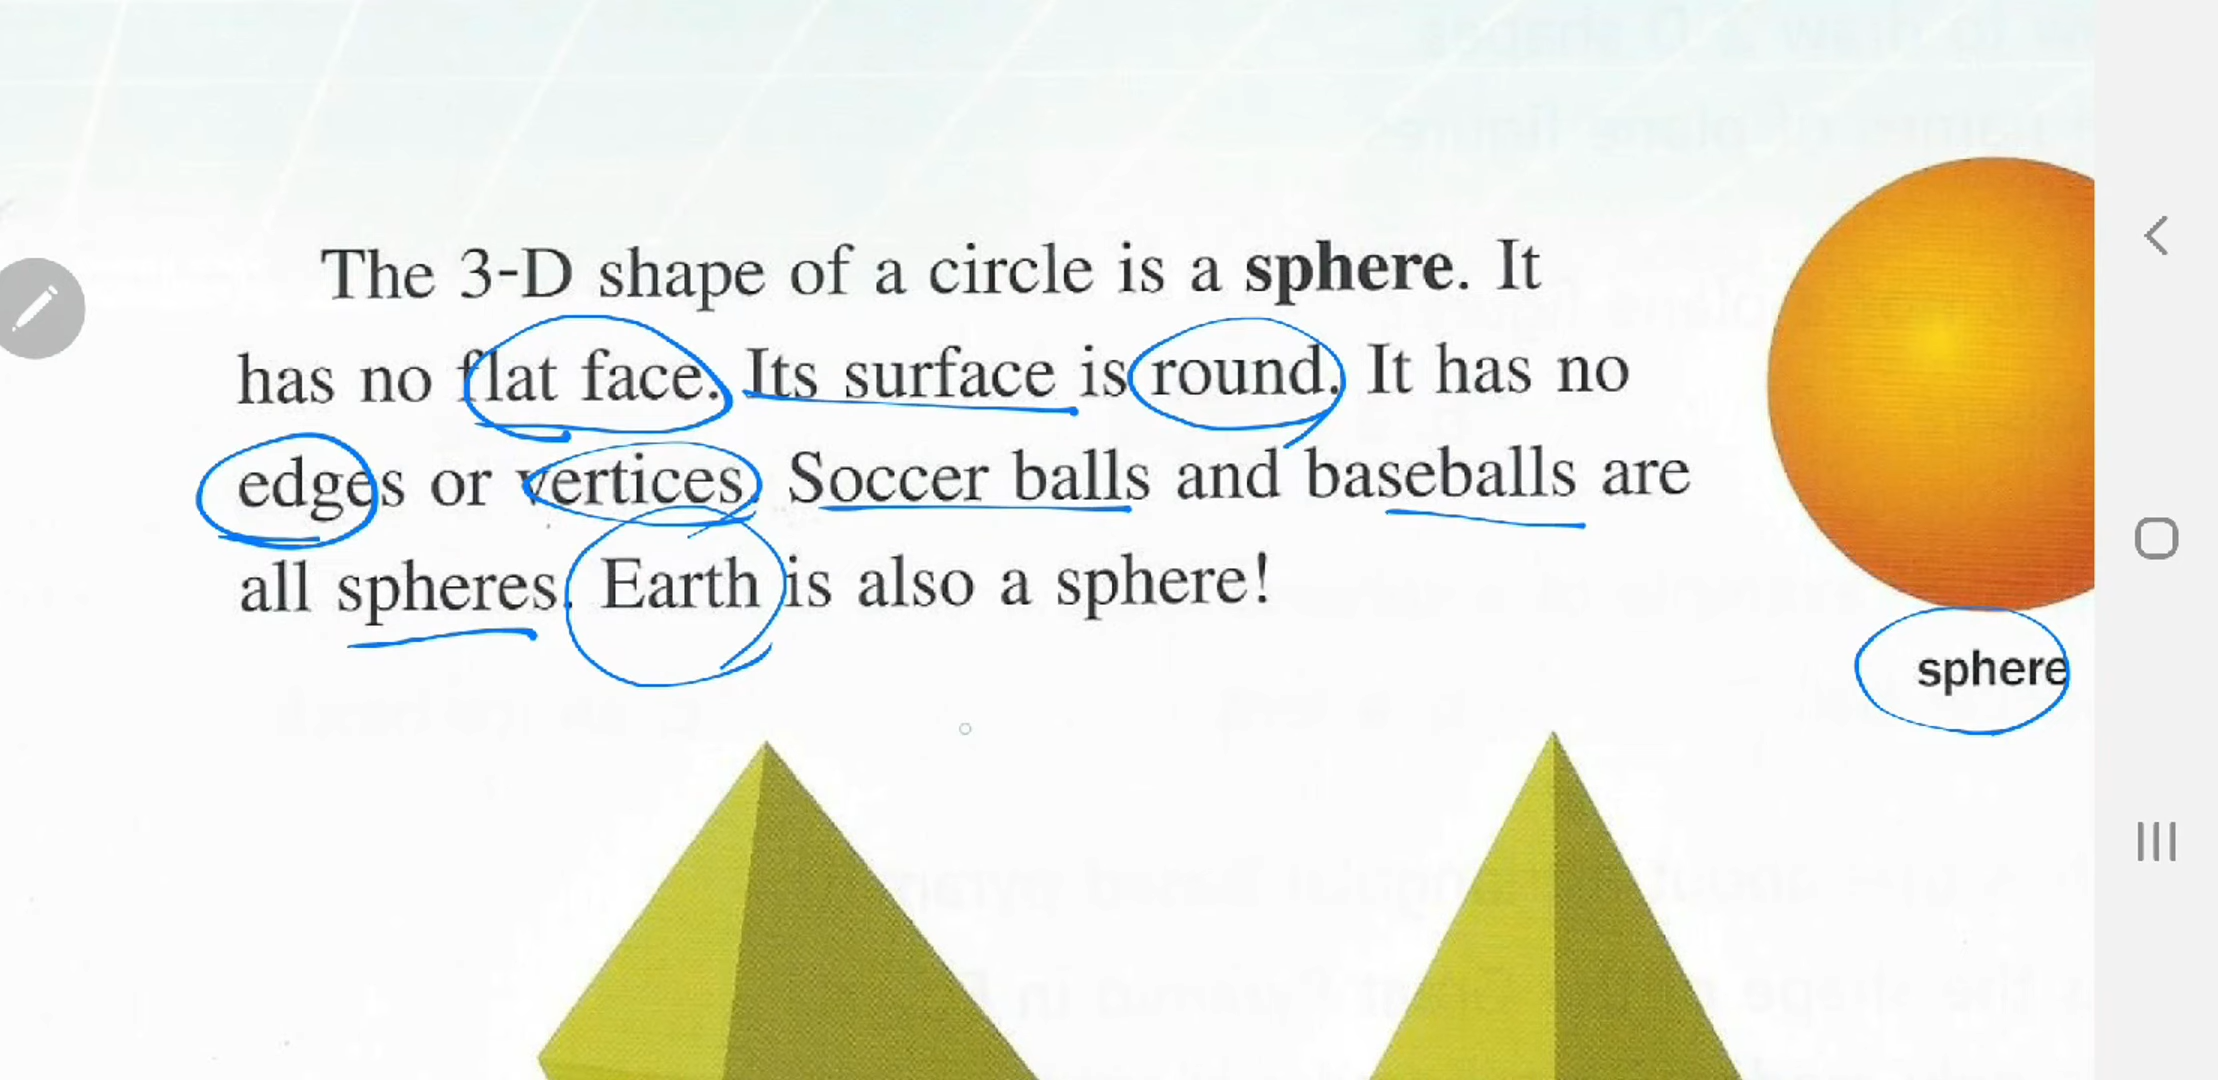 The 3-D shape of a circle is a sphere. It
has no flat face. Its surface is round. It has no
edges or vertices. Soccer balls and baseballs are
all spheres. Earth is also a sphere!
sphere